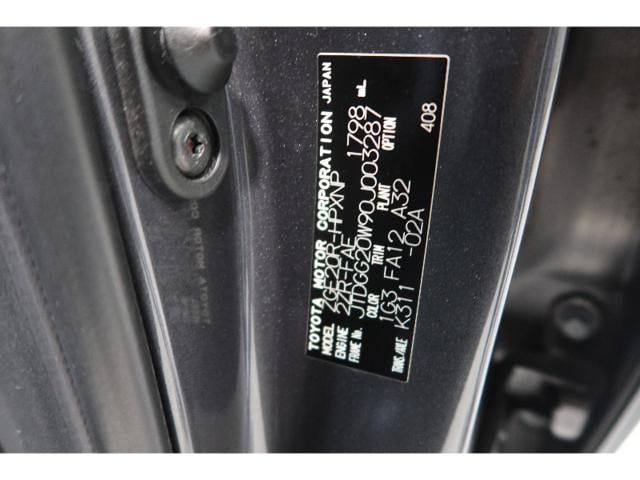 TOYOTA MOTOR CORPORATION JAPAN
MODEL ZGE20R-HPXNP
ENGINE 2ZR-FAE 1798 mL
FRAME No. JTDGG20W90J003287
COLOR TRIM PLANT OPTION
1G3 FA12 A32
TRANS./AXLE K311 -02A
408